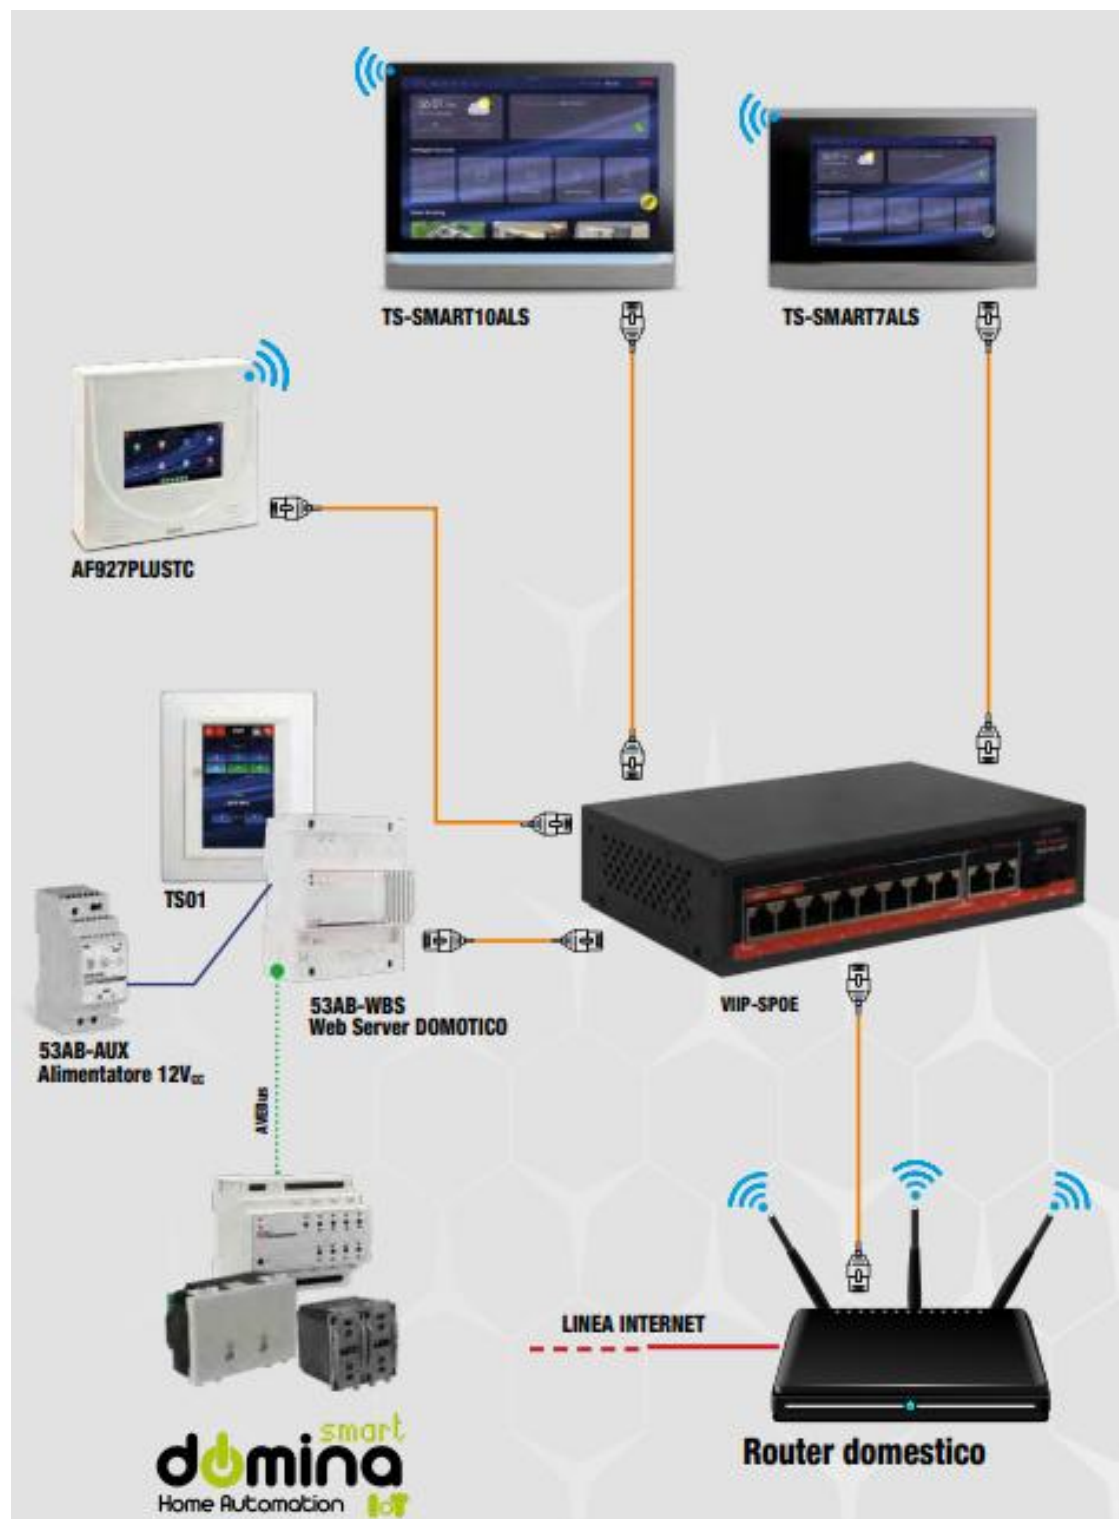 TS-SMART10ALS
TS-SMART7ALS
AF927PLUSTC
TS01
53AB-WBS
Web Server DOMOTICO
VIIP-SPOE
53AB-AUX
Alimentatore 12Vcc
AVEBus
LINEA INTERNET
Router domestico
smart
domina
Home Automation IoT